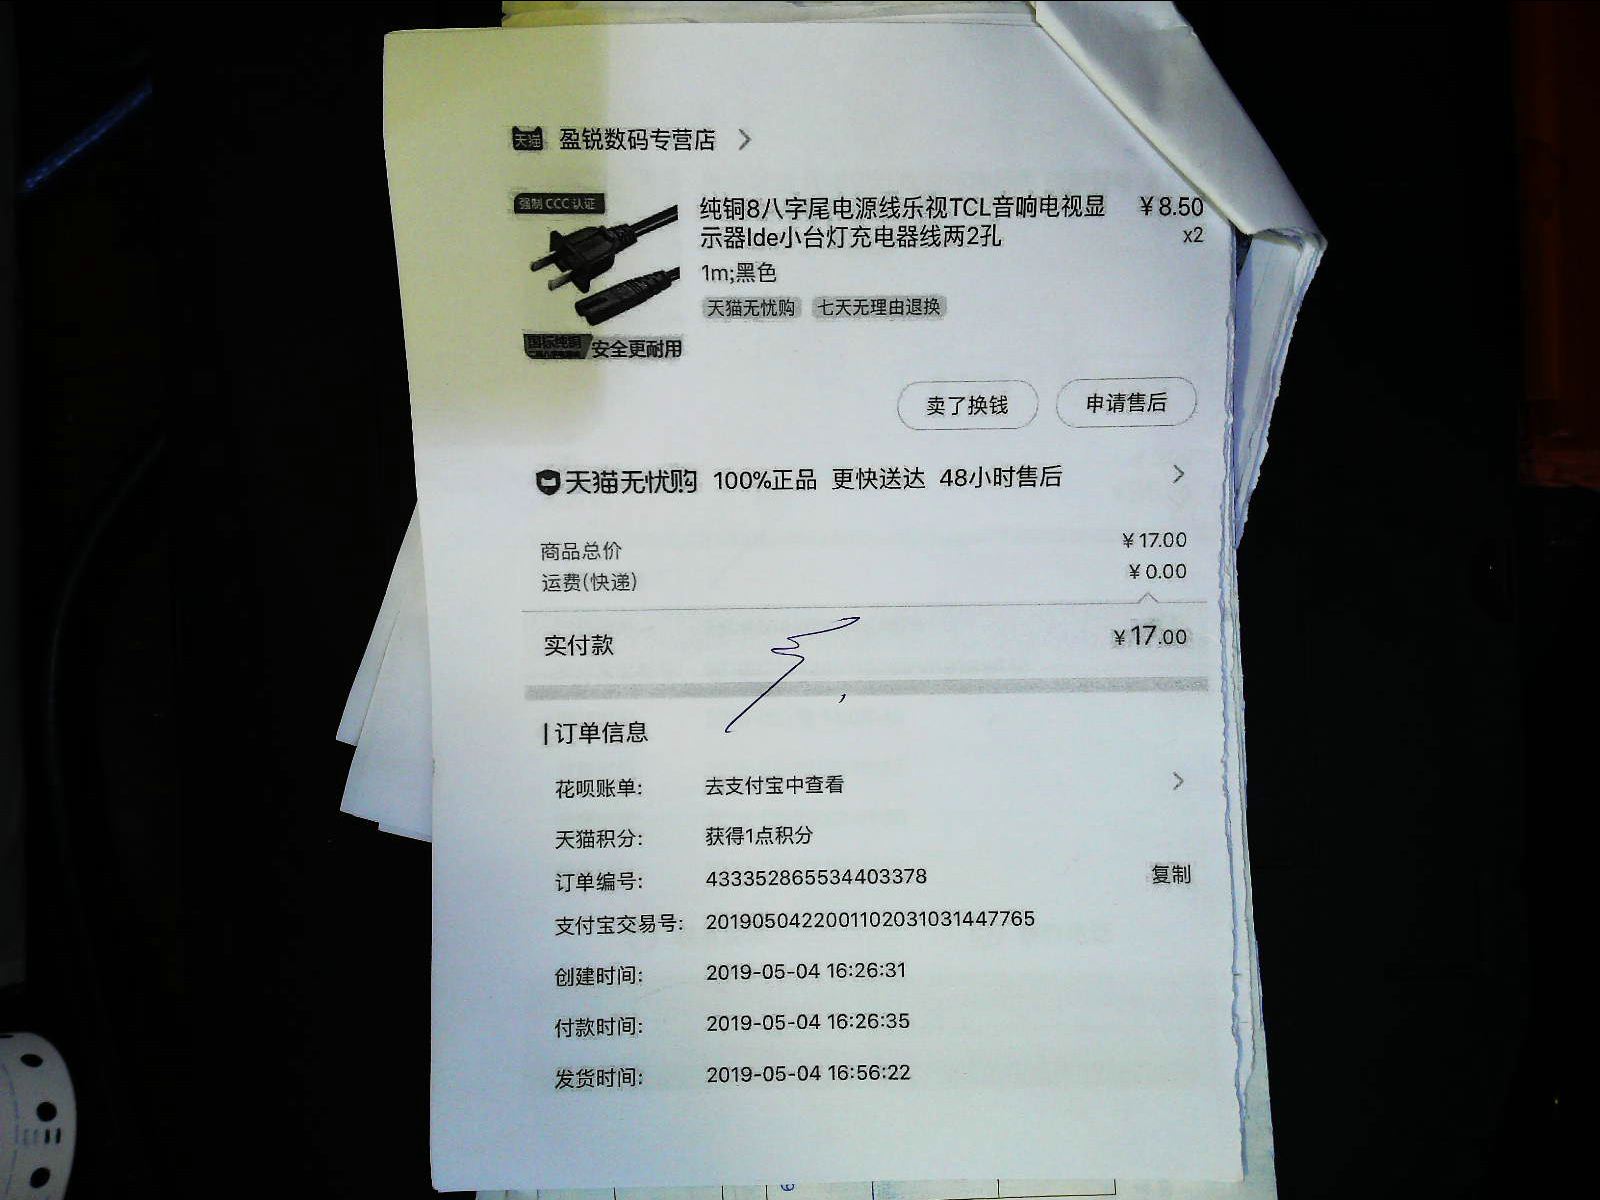 天猫 盈锐数码专营店 >
强制CCC认证
纯铜8八字尾电源线乐视TCL音响电视显 ￥8.50
示器lde小台灯充电器线两2孔 x2
1m;黑色
天猫无忧购 七天无理由退换
国标纯铜 安全更耐用
卖了换钱 申请售后
天猫无忧购 100%正品 更快送达 48小时售后 >
商品总价 ￥17.00
运费(快递) ￥0.00
实付款 ￥17.00
订单信息
花呗账单: 去支付宝中查看 >
天猫积分: 获得1点积分
订单编号: 433352865534403378 复制
支付宝交易号: 2019050422001102031031447765
创建时间: 2019-05-04 16:26:31
付款时间: 2019-05-04 16:26:35
发货时间: 2019-05-04 16:56:22